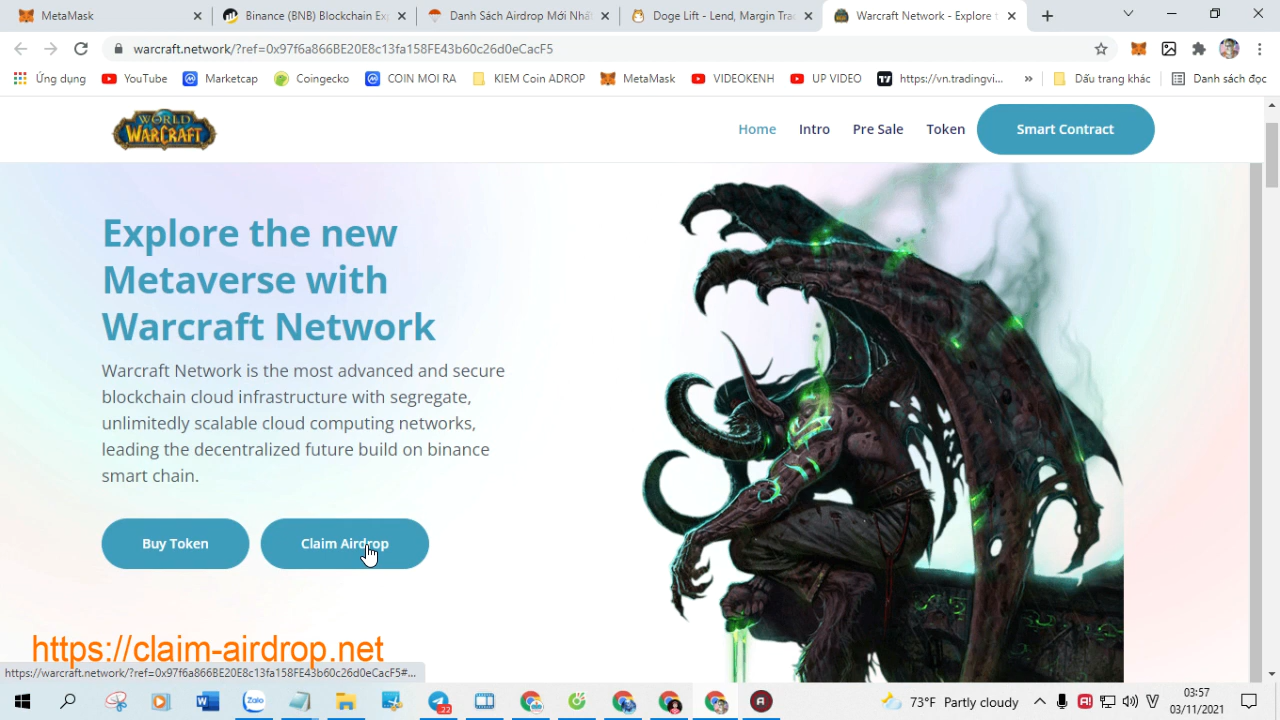 MetaMask
Binance (BNB) Blockchain Exp
Danh Sách Airdrop Mới Nhấ
Doge Lift - Lend, Margin Trac
Warcraft Network - Explore t
warcraft.network/?ref=0x97f6a866BE20E8c13fa158FE43b60c26d0eCacF5
Ứng dụng
YouTube
Marketcap
Coingecko
COIN MOI RA
KIEM Coin ADROP
MetaMask
VIDEOKENH
UP VIDEO
https://vn.tradingvi...
»
Dấu trang khác
Danh sách đọc
WORLD
WARCRAFT
Home
Intro
Pre Sale
Token
Smart Contract
Explore the new
Metaverse with
Warcraft Network
Warcraft Network is the most advanced and secure
blockchain cloud infrastructure with segregate,
unlimitedly scalable cloud computing networks,
leading the decentralized future build on binance
smart chain.
Buy Token
Claim Airdrop
https://claim-airdrop.net
https://warcraft.network/?ref=0x97f6a866BE20E8c13fa158FE43b60c26d0eCacF5#...
Zalo
22
73°F Partly cloudy
03:57
03/11/2021